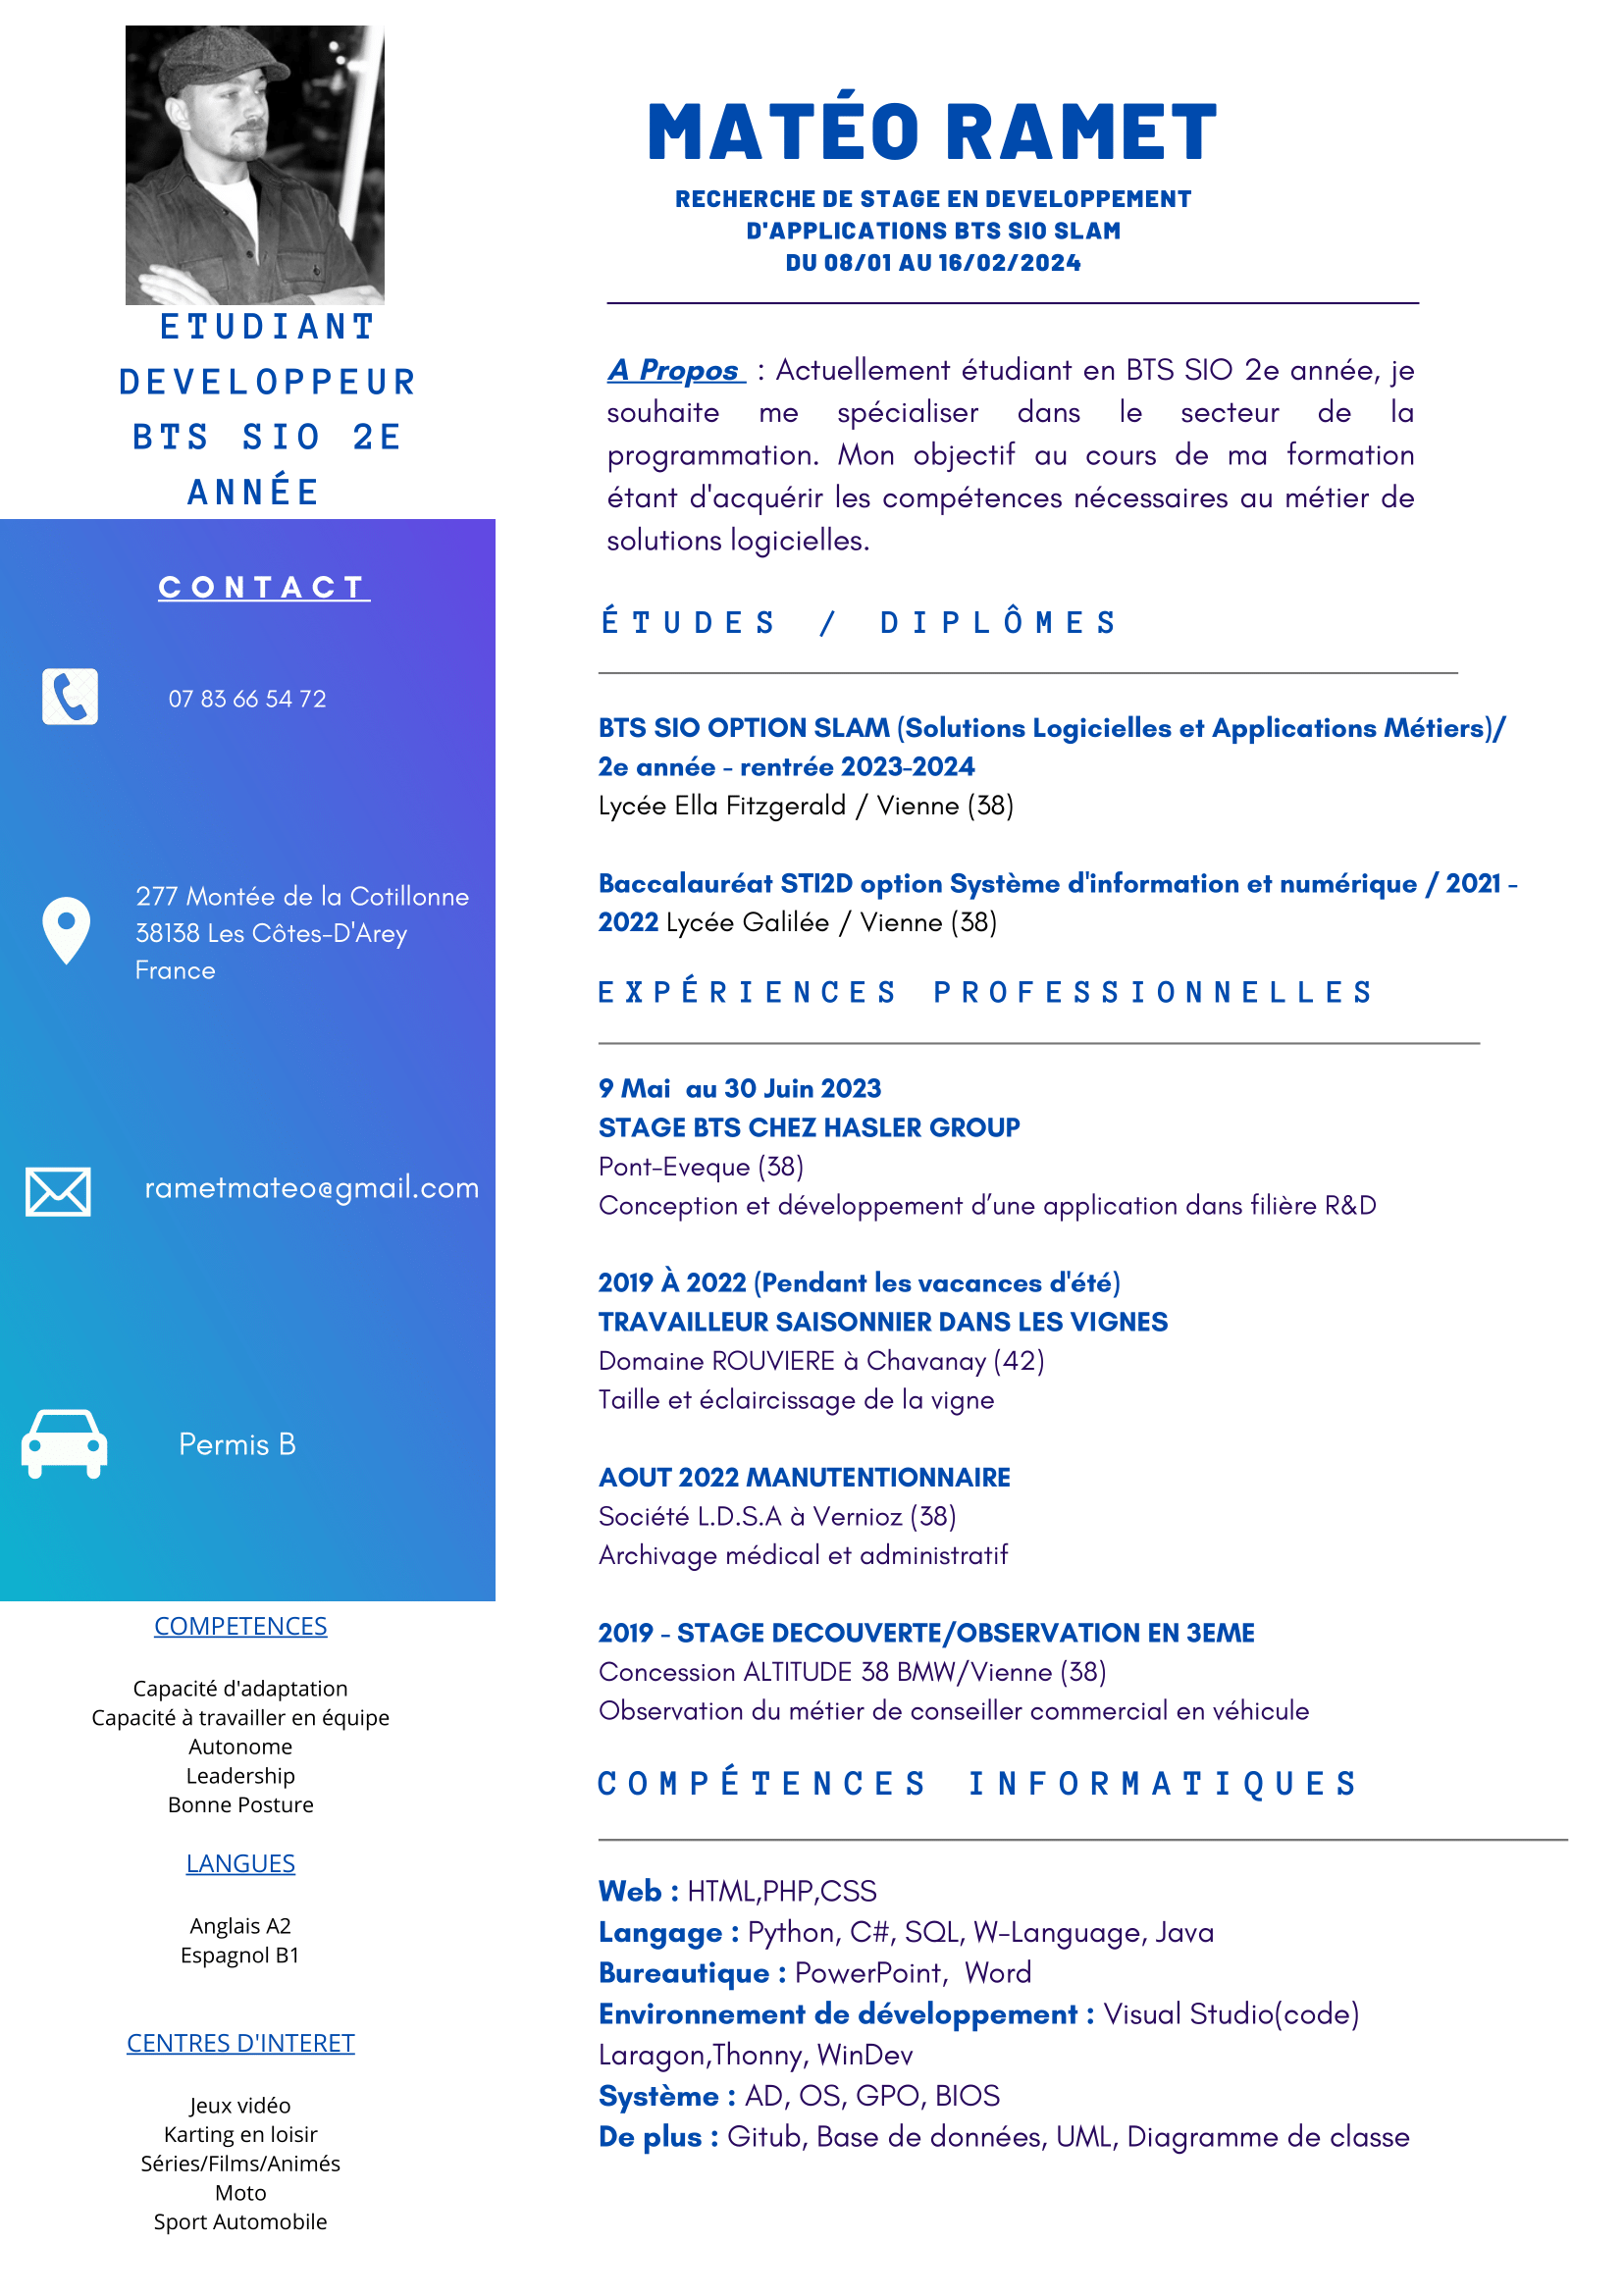 ETUDIANT
DEVELOPPEUR
BTS SIO 2E
ANNÉE
CONTACT
07 83 66 54 72
277 Montée de la Cotillonne
38138 Les Côtes-D'Arey
France
rametmateo@gmail.com
Permis B
COMPETENCES
Capacité d'adaptation
Capacité à travailler en équipe
Autonome
Leadership
Bonne Posture
LANGUES
Anglais A2
Espagnol B1
CENTRES D'INTERET
Jeux vidéo
Karting en loisir
Séries/Films/Animés
Moto
Sport Automobile
MATÉO RAMET
RECHERCHE DE STAGE EN DEVELOPPEMENT
D'APPLICATIONS BTS SIO SLAM
DU 08/01 AU 16/02/2024
A Propos : Actuellement étudiant en BTS SIO 2e année, je
souhaite me spécialiser dans le secteur de la
programmation. Mon objectif au cours de ma formation
étant d'acquérir les compétences nécessaires au métier de
solutions logicielles.
ÉTUDES / DIPLÔMES
BTS SIO OPTION SLAM (Solutions Logicielles et Applications Métiers)/
2e année - rentrée 2023-2024
Lycée Ella Fitzgerald / Vienne (38)
Baccalauréat STI2D option Système d'information et numérique / 2021 -
2022 Lycée Galilée / Vienne (38)
EXPÉRIENCES PROFESSIONNELLES
9 Mai au 30 Juin 2023
STAGE BTS CHEZ HASLER GROUP
Pont-Eveque (38)
Conception et développement d’une application dans filière R&D
2019 À 2022 (Pendant les vacances d'été)
TRAVAILLEUR SAISONNIER DANS LES VIGNES
Domaine ROUVIERE à Chavanay (42)
Taille et éclaircissage de la vigne
AOUT 2022 MANUTENTIONNAIRE
Société L.D.S.A à Vernioz (38)
Archivage médical et administratif
2019 - STAGE DECOUVERTE/OBSERVATION EN 3EME
Concession ALTITUDE 38 BMW/Vienne (38)
Observation du métier de conseiller commercial en véhicule
COMPÉTENCES INFORMATIQUES
Web : HTML,PHP,CSS
Langage : Python, C#, SQL, W-Language, Java
Bureautique : PowerPoint, Word
Environnement de développement : Visual Studio(code)
Laragon,Thonny, WinDev
Système : AD, OS, GPO, BIOS
De plus : Gitub, Base de données, UML, Diagramme de classe